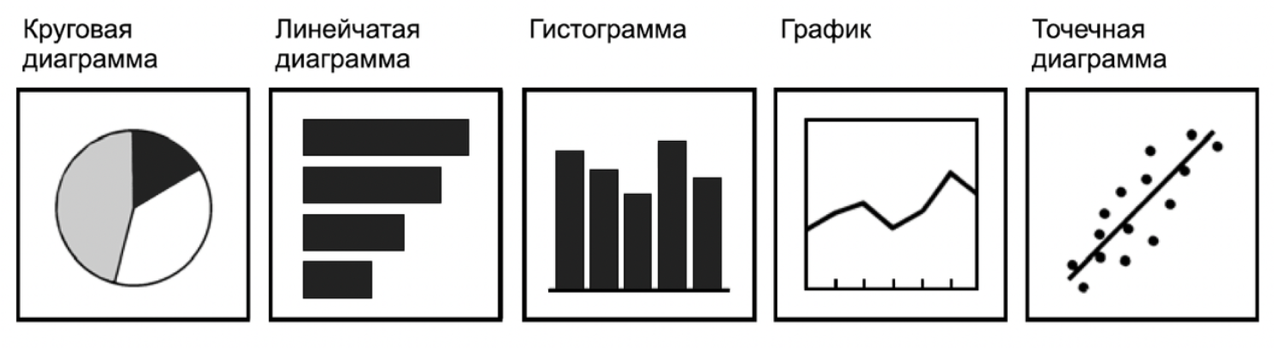 Круговая
диаграмма
Линейчатая
диаграмма
Гистограмма
График
Точечная
диаграмма